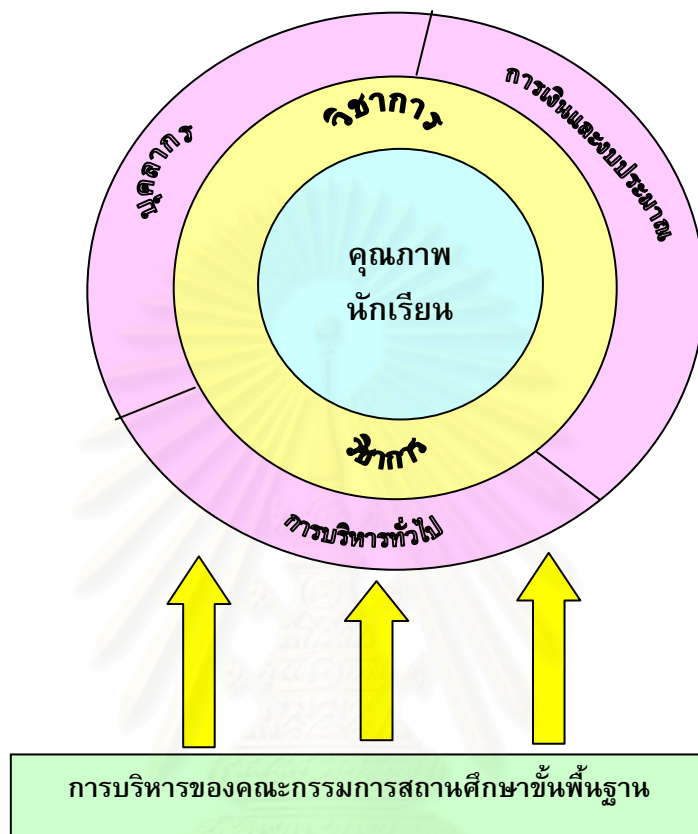 บุคลากร
การเงินและงบประมาณ
วิชาการ
คุณภาพ
นักเรียน
วิชาการ
การบริหารทั่วไป
การบริหารของคณะกรรมการสถานศึกษาขั้นพื้นฐาน